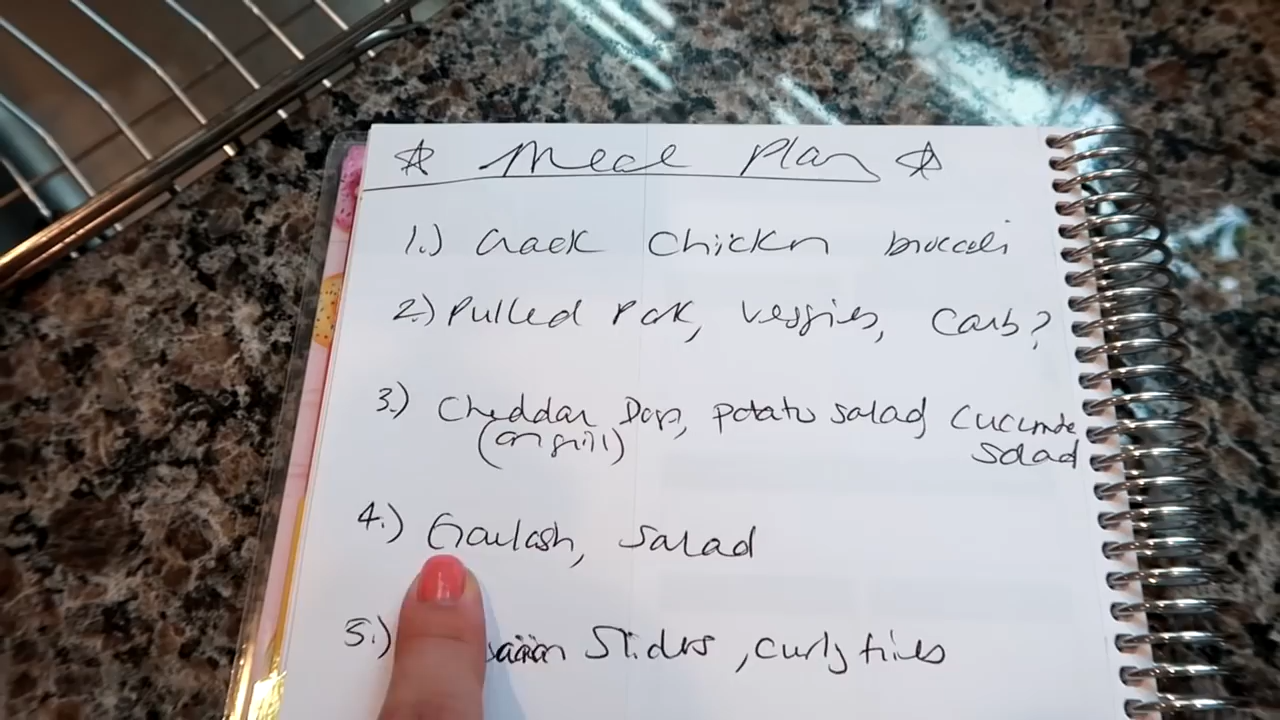 ☆ Meal Plan ☆
1.) Crack Chickn broccoli
2.) Pulled Pork, veggies, Carb?
3.) Cheddar Dogs, potato salad Cucumber
(on grill) Salad
4.) Goulash, Salad
5.) Sliders, curly fries